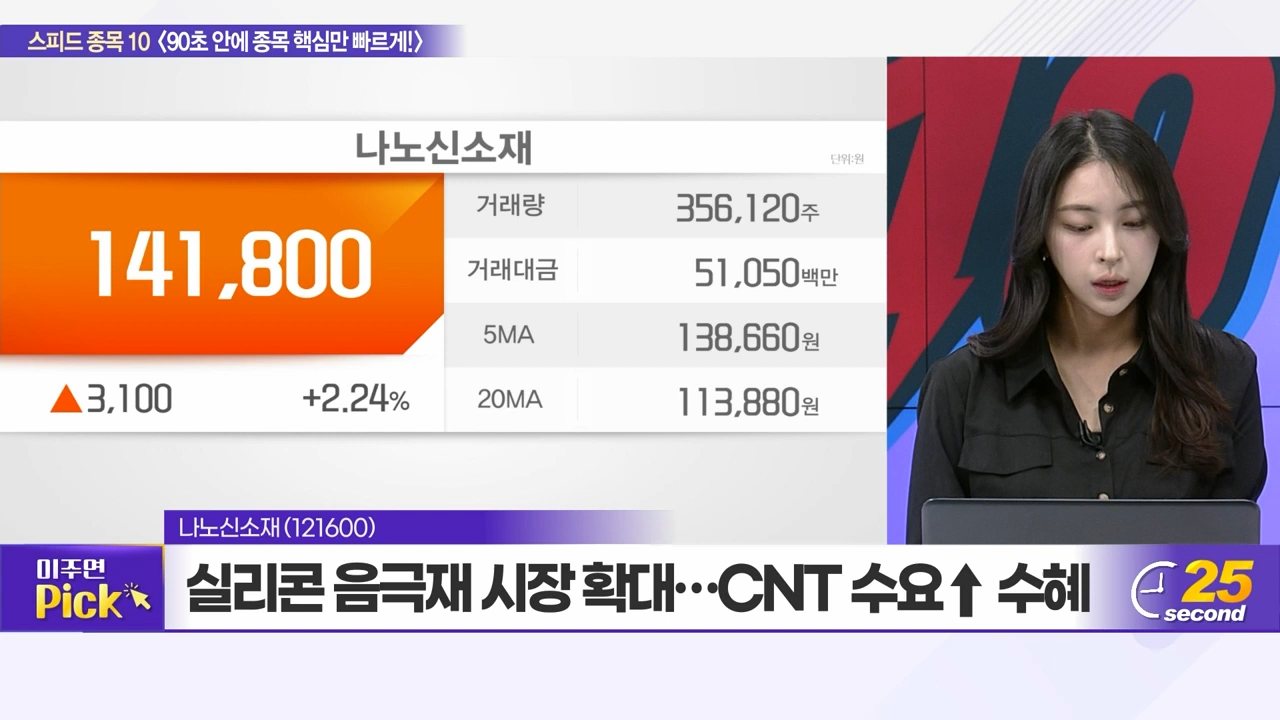 스피드 종목 10 〈90초 안에 종목 핵심만 빠르게!〉
나노신소재
단위:원
141,800
▲3,100 +2.24%
거래량 356,120주
거래대금 51,050백만
5MA 138,660원
20MA 113,880원
10
나노신소재(121600)
미주면
Pick
실리콘 음극재 시장 확대…CNT 수요⬆ 수혜
25
second